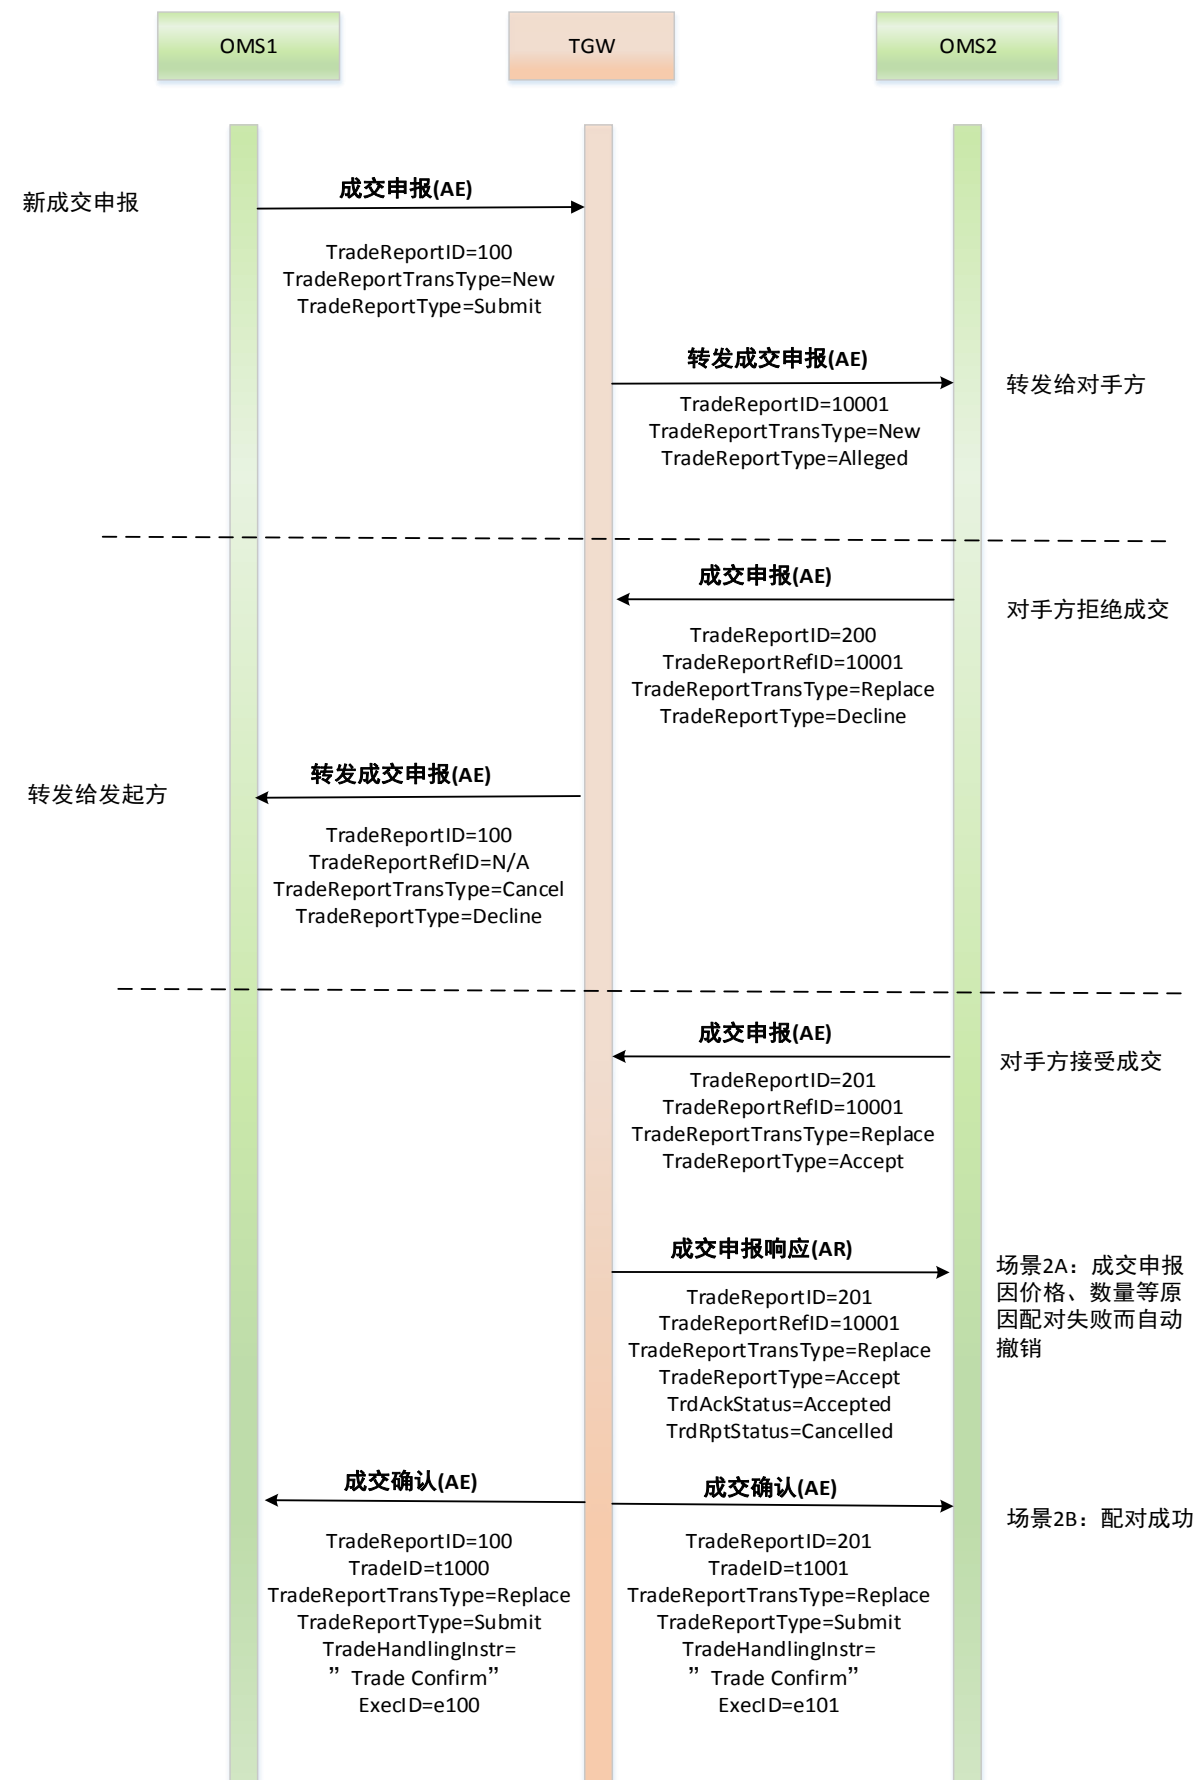 OMS1
TGW
OMS2
新成交申报
成交申报(AE)
TradeReportID=100
TradeReportTransType=New
TradeReportType=Submit
转发成交申报(AE)
转发给对手方
TradeReportID=10001
TradeReportTransType=New
TradeReportType=Alleged
成交申报(AE)
对手方拒绝成交
TradeReportID=200
TradeReportRefID=10001
TradeReportTransType=Replace
TradeReportType=Decline
转发成交申报(AE)
转发给发起方
TradeReportID=100
TradeReportRefID=N/A
TradeReportTransType=Cancel
TradeReportType=Decline
成交申报(AE)
对手方接受成交
TradeReportID=201
TradeReportRefID=10001
TradeReportTransType=Replace
TradeReportType=Accept
成交申报响应(AR)
TradeReportID=201
TradeReportRefID=10001
TradeReportTransType=Replace
TradeReportType=Accept
TrdAckStatus=Accepted
TrdRptStatus=Cancelled
场景2A：成交申报
因价格、数量等原
因配对失败而自动
撤销
成交确认(AE)
TradeReportID=100
TradeID=t1000
TradeReportTransType=Replace
TradeReportType=Submit
TradeHandlingInstr=
”Trade Confirm”
ExecID=e100
成交确认(AE)
TradeReportID=201
TradeID=t1001
TradeReportTransType=Replace
TradeReportType=Submit
TradeHandlingInstr=
”Trade Confirm”
ExecID=e101
场景2B：配对成功